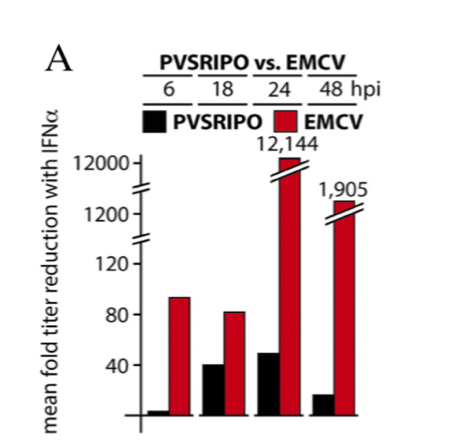 A
PVSRIPO vs. EMCV
6 18 24 48 hpi
PVSRIPO EMCV
12,144
12000
1,905
1200
120
80
40
mean fold titer reduction with IFNα